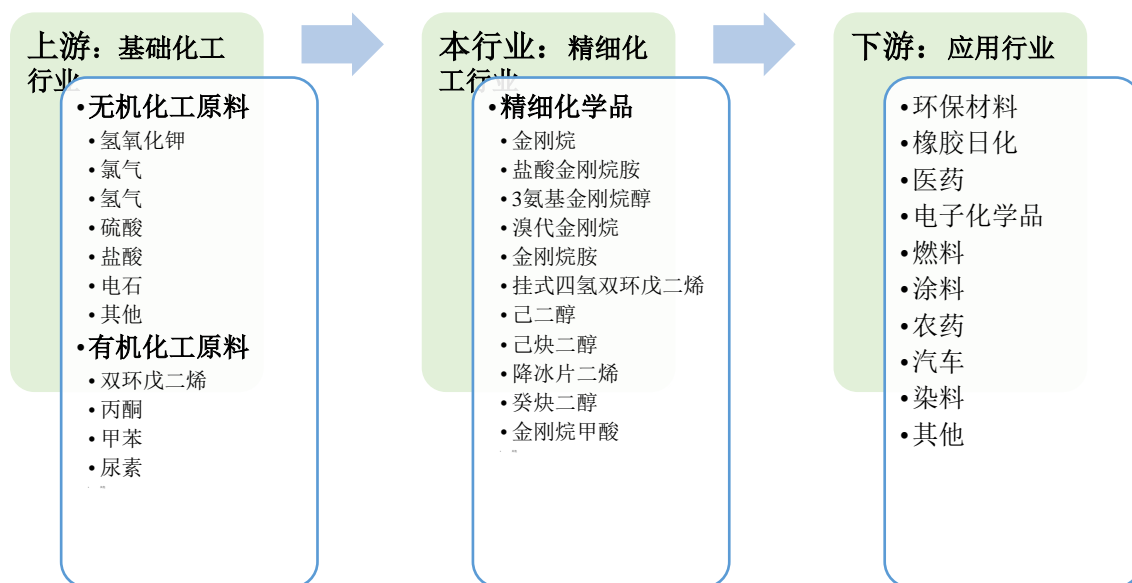 上游：基础化工
行业
•无机化工原料
•氢氧化钾
•氯气
•氢气
•硫酸
•盐酸
•电石
•其他
•有机化工原料
•双环戊二烯
•丙酮
•甲苯
•尿素
本行业：精细化
工行业
•精细化学品
•金刚烷
•盐酸金刚烷胺
•3氨基金刚烷醇
•溴代金刚烷
•金刚烷胺
•挂式四氢双环戊二烯
•己二醇
•己炔二醇
•降冰片二烯
•癸炔二醇
•金刚烷甲酸
下游：应用行业
•环保材料
•橡胶日化
•医药
•电子化学品
•燃料
•涂料
•农药
•汽车
•染料
•其他